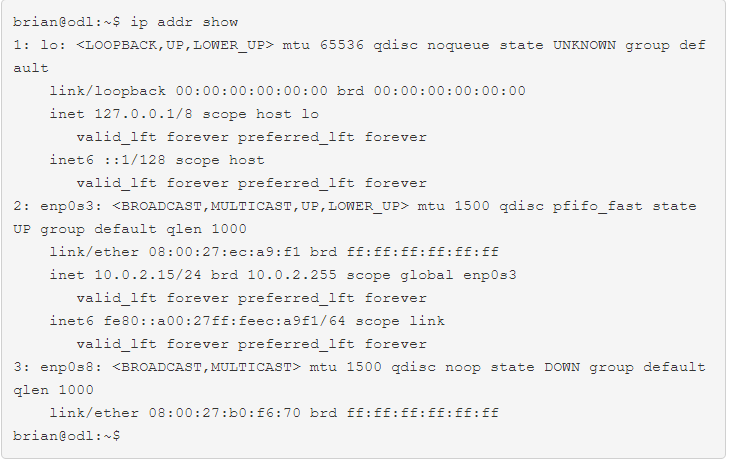 brian@odl:~$ ip addr show
1: lo: <LOOPBACK,UP,LOWER_UP> mtu 65536 qdisc noqueue state UNKNOWN group def
ault
    link/loopback 00:00:00:00:00:00 brd 00:00:00:00:00:00
    inet 127.0.0.1/8 scope host lo
       valid_lft forever preferred_lft forever
    inet6 ::1/128 scope host
       valid_lft forever preferred_lft forever
2: enp0s3: <BROADCAST,MULTICAST,UP,LOWER_UP> mtu 1500 qdisc pfifo_fast state
UP group default qlen 1000
    link/ether 08:00:27:ec:a9:f1 brd ff:ff:ff:ff:ff:ff
    inet 10.0.2.15/24 brd 10.0.2.255 scope global enp0s3
       valid_lft forever preferred_lft forever
    inet6 fe80::a00:27ff:feec:a9f1/64 scope link
       valid_lft forever preferred_lft forever
3: enp0s8: <BROADCAST,MULTICAST> mtu 1500 qdisc noop state DOWN group default
qlen 1000
    link/ether 08:00:27:b0:f6:70 brd ff:ff:ff:ff:ff:ff
brian@odl:~$